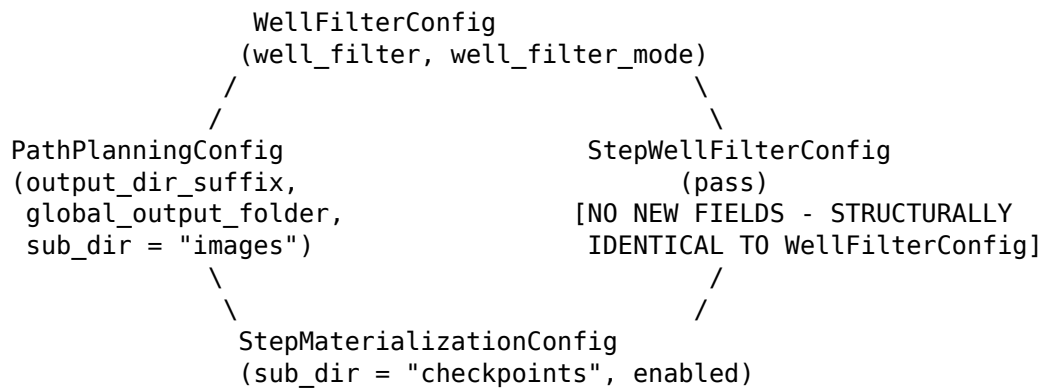 WellFilterConfig
(well_filter, well_filter_mode)
/ \
/ \
PathPlanningConfig StepWellFilterConfig
(output_dir_suffix, (pass)
global_output_folder, [NO NEW FIELDS - STRUCTURALLY
sub_dir = "images") IDENTICAL TO WellFilterConfig]
\ /
\ /
StepMaterializationConfig
(sub_dir = "checkpoints", enabled)